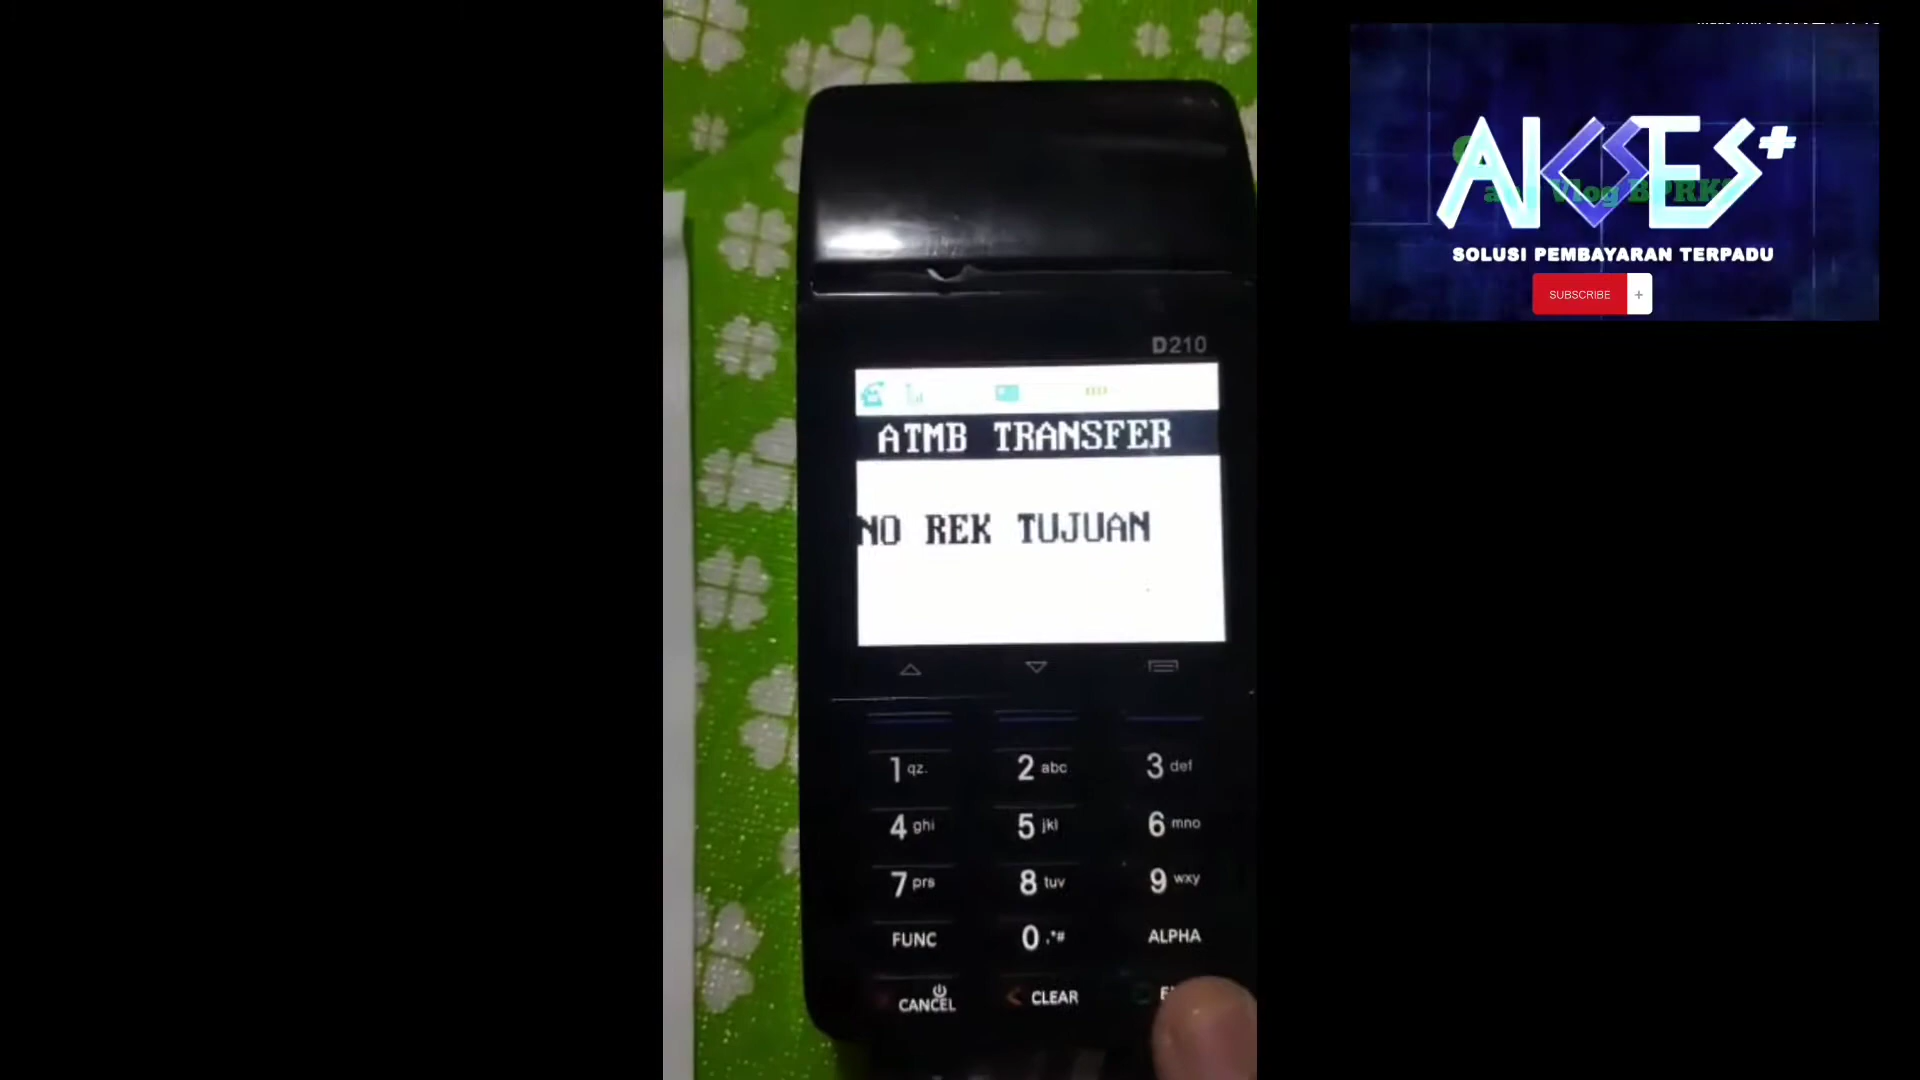 D210
ATMB TRANSFER
NO REK TUJUAN
1 qz.
2 abc
3 def
4 ghi
5 jkl
6 mno
7 prs
8 tuv
9 wxy
FUNC
0 .*#
ALPHA
CANCEL
< CLEAR
AKSES+
Vlog
SOLUSI PEMBAYARAN TERPADU
SUBSCRIBE +